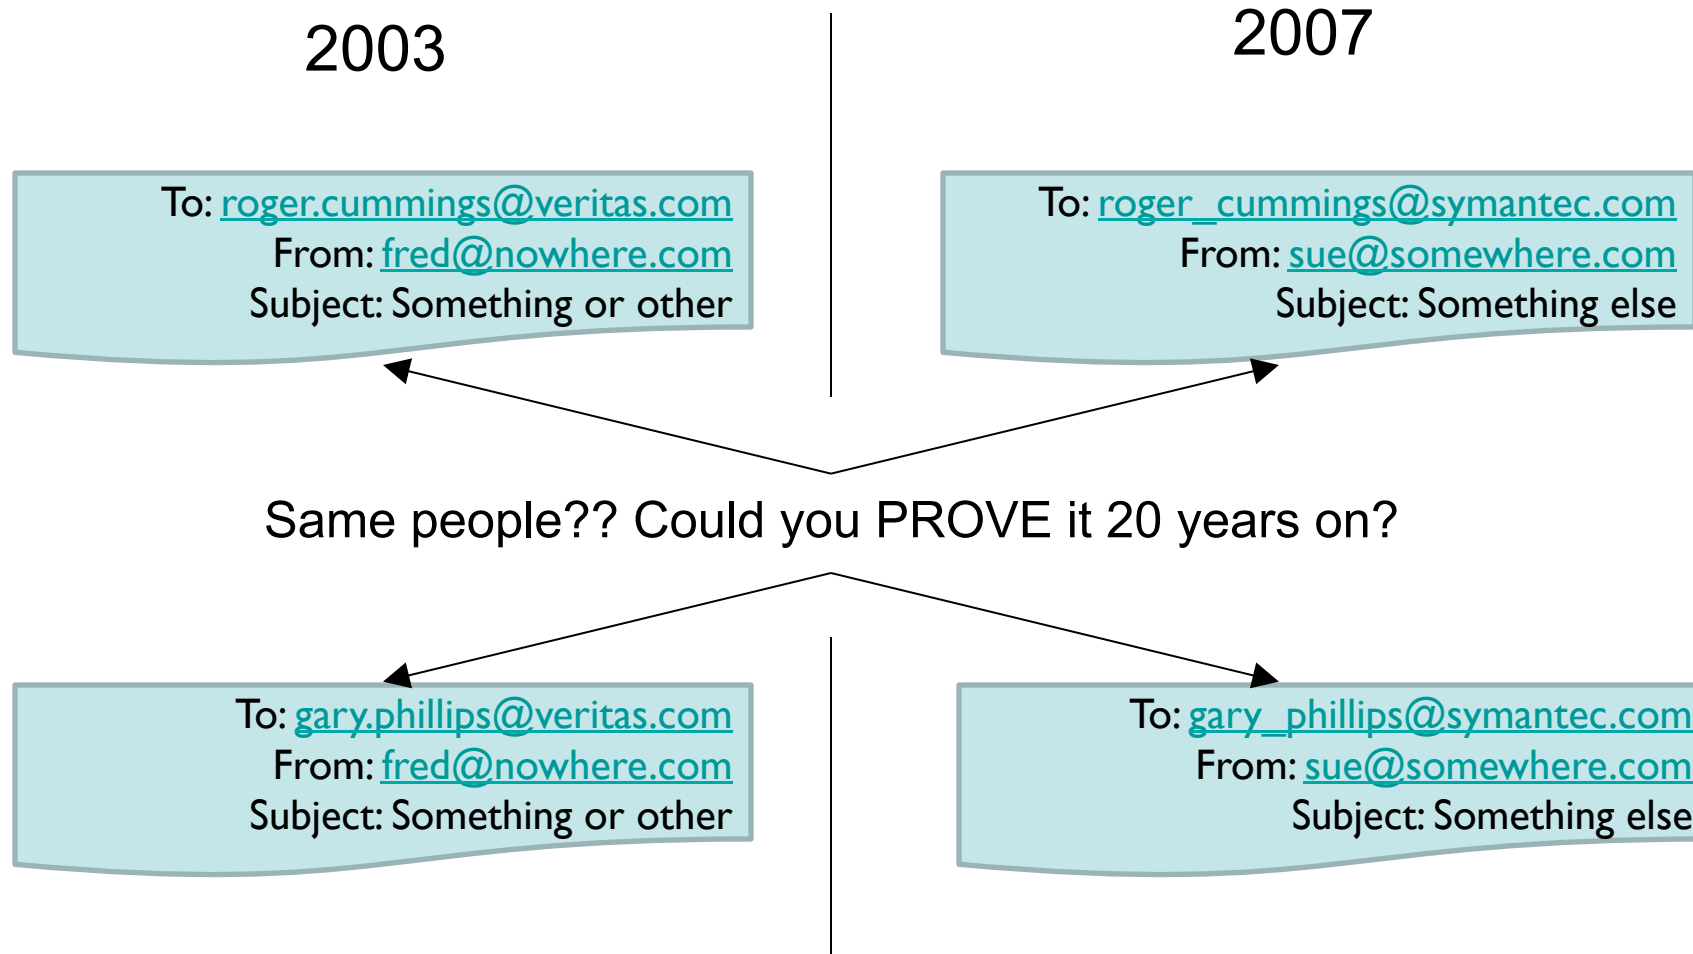 2003
2007
To: roger.cummings@veritas.com
From: fred@nowhere.com
Subject: Something or other
To: roger_cummings@symantec.com
From: sue@somewhere.com
Subject: Something else
Same people?? Could you PROVE it 20 years on?
To: gary.phillips@veritas.com
From: fred@nowhere.com
Subject: Something or other
To: gary_phillips@symantec.com
From: sue@somewhere.com
Subject: Something else